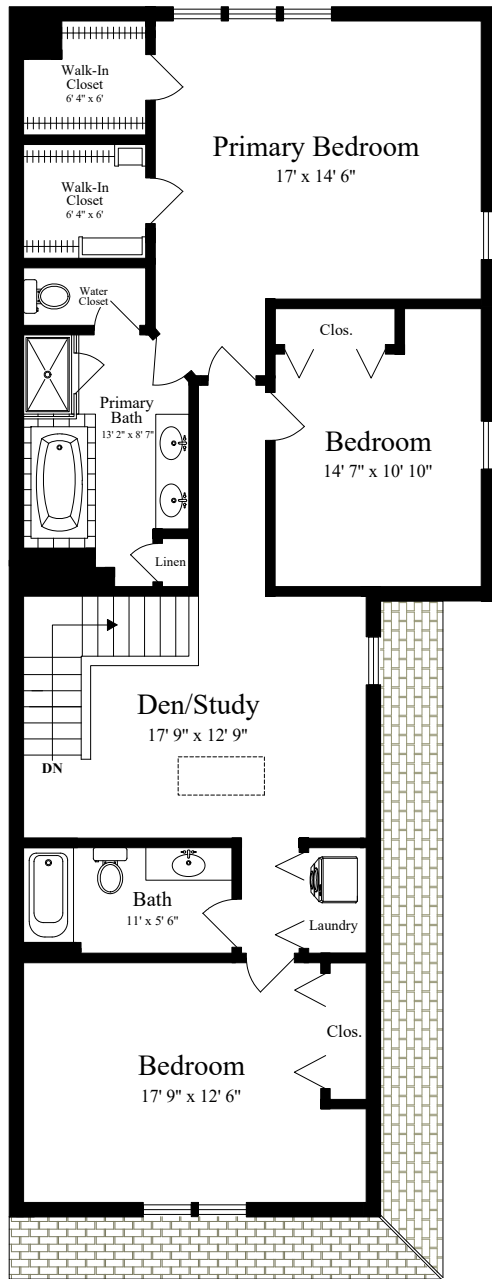 Walk-In
Closet
6' 4" x 6'
Primary Bedroom
17' x 14' 6"
Walk-In
Closet
6' 4" x 6'
Water
Closet
Clos.
Primary
Bath
13' 2" x 8' 7"
Bedroom
14' 7" x 10' 10"
Linen
Den/Study
17' 9" x 12' 9"
DN
Bath
11' x 5' 6"
Laundry
Clos.
Bedroom
17' 9" x 12' 6"